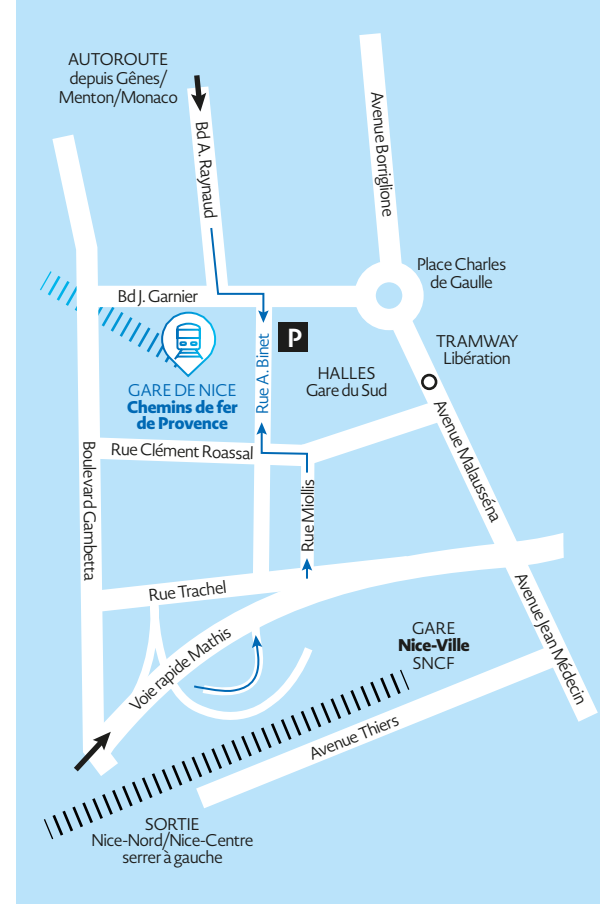 AUTOROUTE
depuis Gênes/
Menton/Monaco
Bd A. Raynaud
Avenue Borriglione
Place Charles
de Gaulle
Bd J. Garnier
P
TRAMWAY
Libération
Rue A. Binet
HALLES
Gare du Sud
GARE DE NICE
Chemins de fer
de Provence
Avenue Malausséna
Rue Clément Roassal
Boulevard Gambetta
Rue Miollis
Rue Trachel
Avenue Jean Médecin
Voie rapide Mathis
GARE
Nice-Ville
SNCF
Avenue Thiers
SORTIE
Nice-Nord/Nice-Centre
serrer à gauche